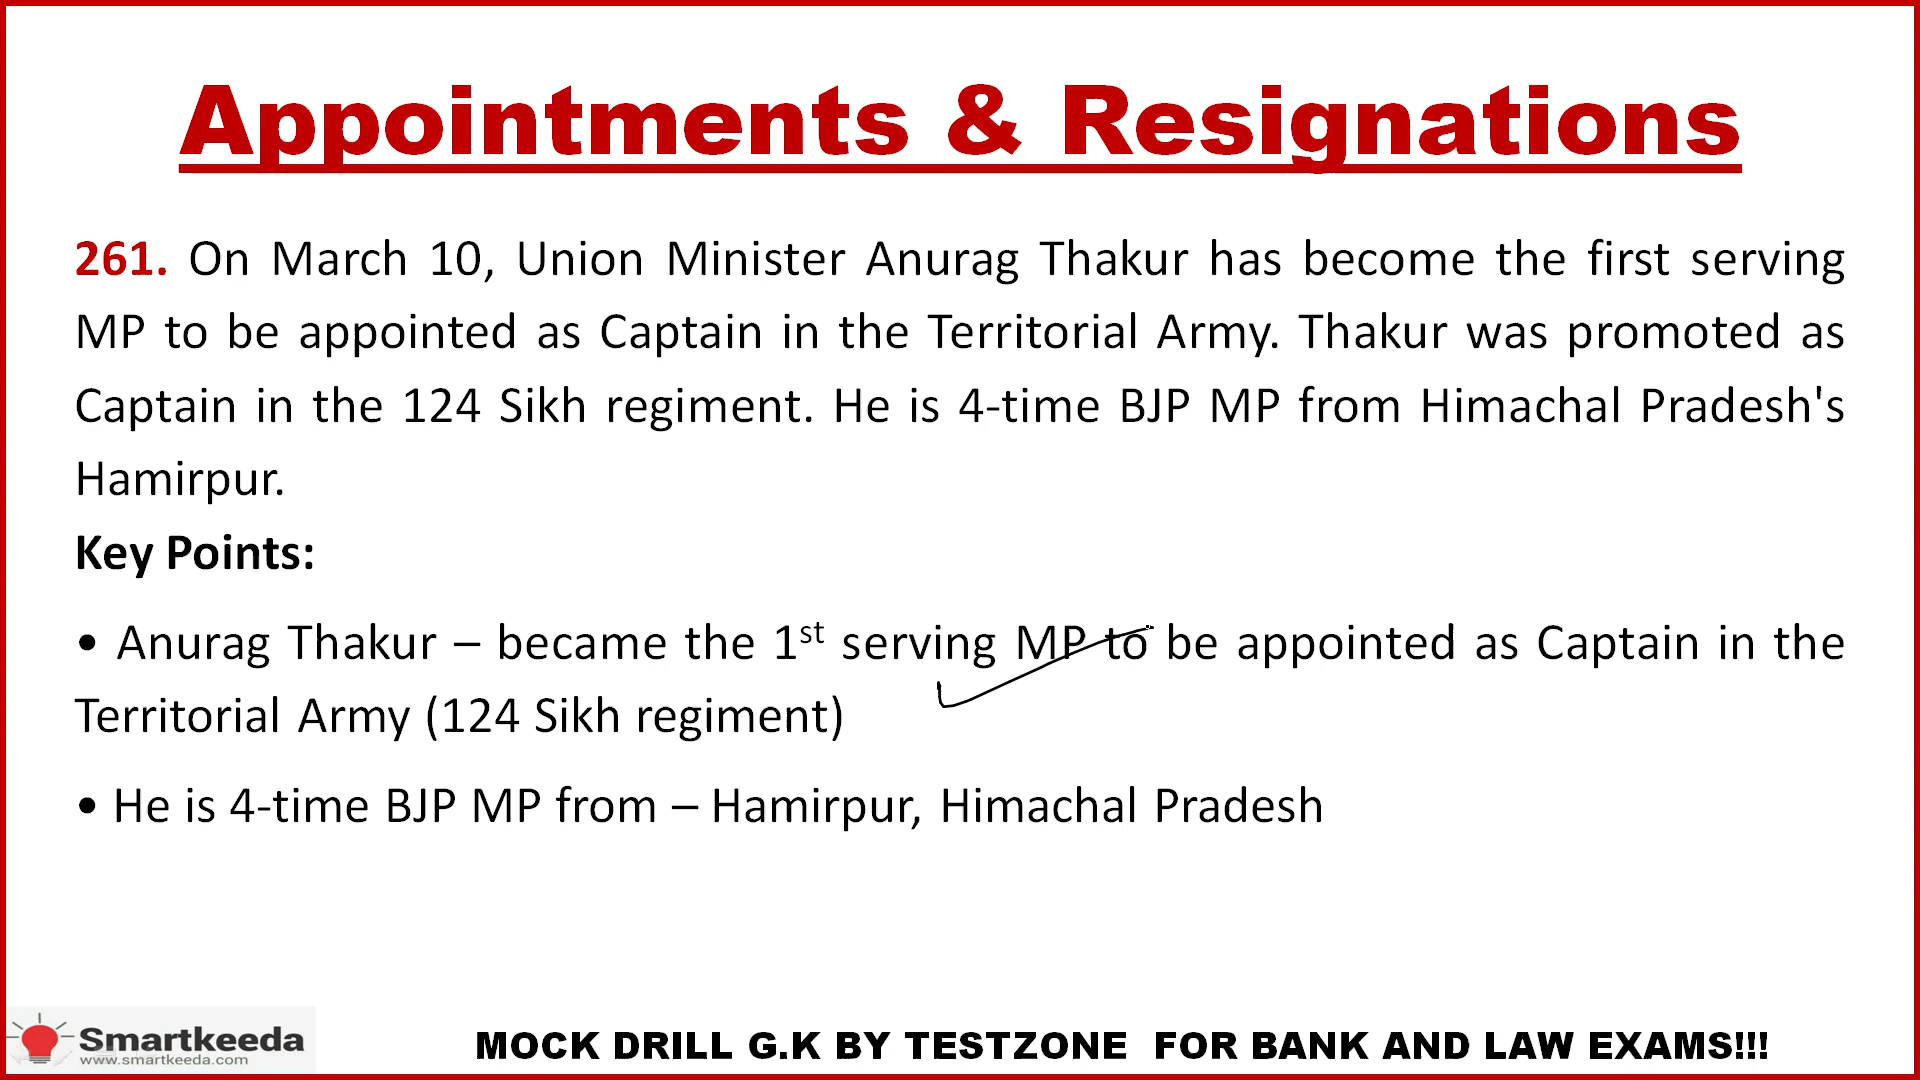 Appointments & Resignations
261. On March 10, Union Minister Anurag Thakur has become the first serving
MP to be appointed as Captain in the Territorial Army. Thakur was promoted as
Captain in the 124 Sikh regiment. He is 4-time BJP MP from Himachal Pradesh's
Hamirpur.
Key Points:
• Anurag Thakur – became the 1st serving MP to be appointed as Captain in the
Territorial Army (124 Sikh regiment)
• He is 4-time BJP MP from – Hamirpur, Himachal Pradesh
Smartkeeda
www.smartkeeda.com
MOCK DRILL G.K BY TESTZONE FOR BANK AND LAW EXAMS!!!